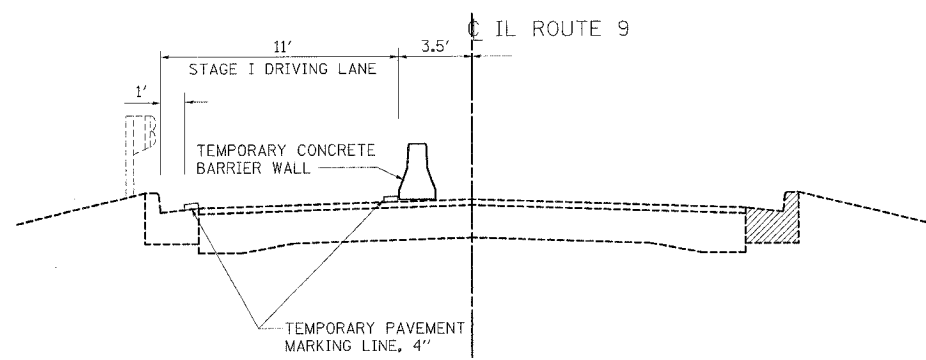 ℄ IL ROUTE 9
11'
3.5'
STAGE I DRIVING LANE
1'
TEMPORARY CONCRETE
BARRIER WALL
TEMPORARY PAVEMENT
MARKING LINE, 4"